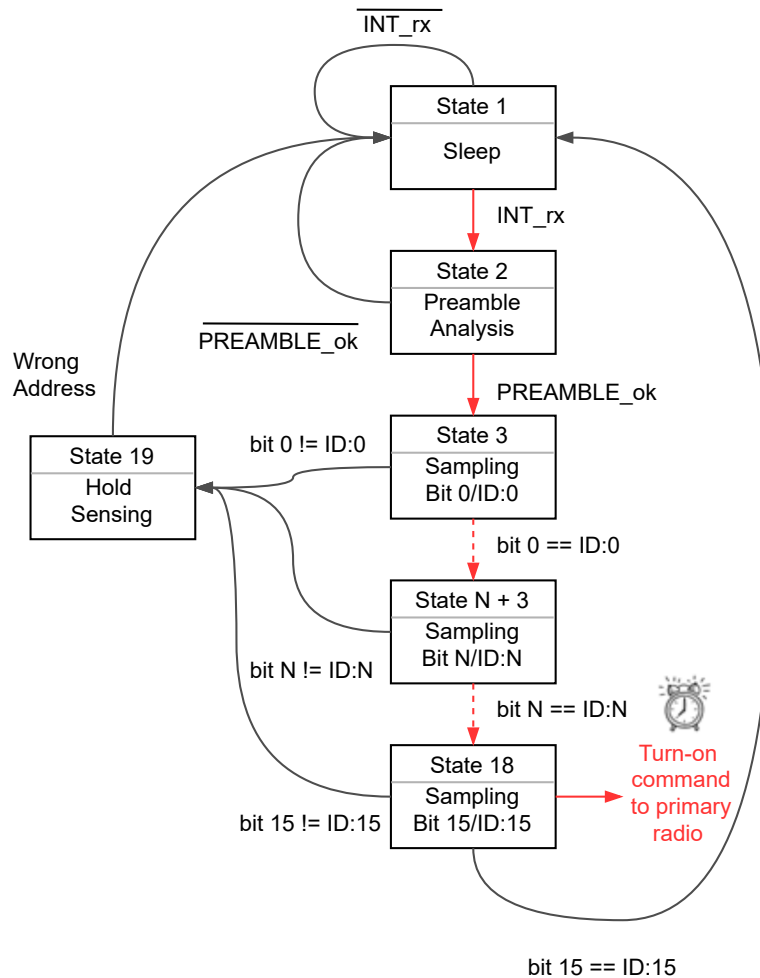 INT_rx
State 1
Sleep
INT_rx
State 2
Preamble
Analysis
PREAMBLE_ok
Wrong
Address
PREAMBLE_ok
State 3
Sampling
Bit 0/ID:0
bit 0 != ID:0
State 19
Hold
Sensing
bit 0 == ID:0
State N + 3
Sampling
Bit N/ID:N
bit N != ID:N
bit N == ID:N
State 18
Sampling
Bit 15/ID:15
bit 15 != ID:15
Turn-on
command
to primary
radio
bit 15 == ID:15